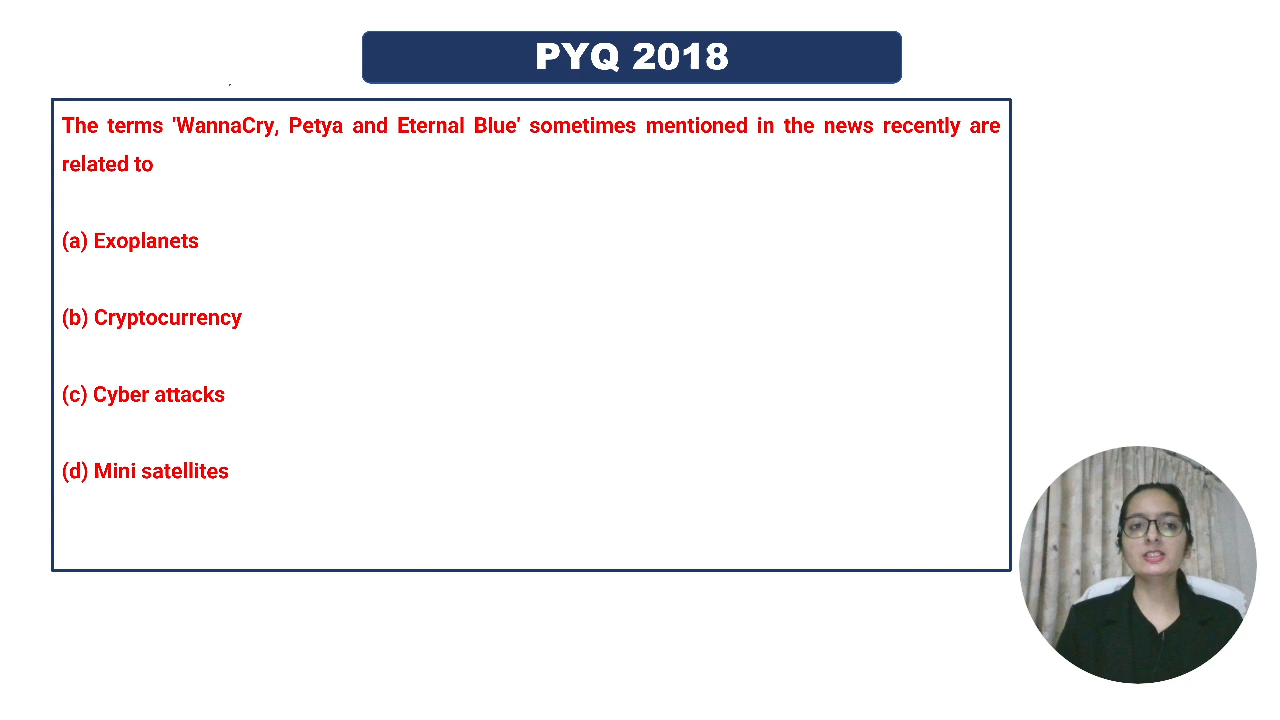 PYQ 2018
The terms 'WannaCry, Petya and Eternal Blue' sometimes mentioned in the news recently are
related to
(a) Exoplanets
(b) Cryptocurrency
(c) Cyber attacks
(d) Mini satellites